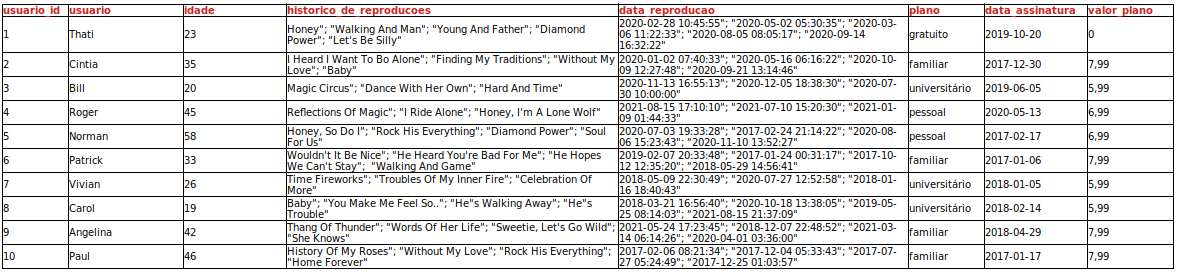 usuario_id usuario idade historico_de_reproducoes data_reproducao plano data_assinatura valor_plano
1 Thati 23 Honey"; "Walking And Man"; "Young And Father"; "Diamond Power"; "Let's Be Silly" "2020-02-28 10:45:55"; "2020-05-02 05:30:35"; "2020-03-06 11:22:33"; "2020-08-05 08:05:17"; "2020-09-14 16:32:22" gratuito 2019-10-20 0
2 Cintia 35 I Heard I Want To Bo Alone"; "Finding My Traditions"; "Without My Love"; "Baby" 2020-01-02 07:40:33"; "2020-05-16 06:16:22"; "2020-10-09 12:27:48"; "2020-09-21 13:14:46" familiar 2017-12-30 7,99
3 Bill 20 Magic Circus"; "Dance With Her Own"; "Hard And Time" 2020-11-13 16:55:13"; "2020-12-05 18:38:30"; "2020-07-30 10:00:00" universitário 2019-06-05 5,99
4 Roger 45 Reflections Of Magic"; "I Ride Alone"; "Honey, I'm A Lone Wolf" "2021-08-15 17:10:10"; "2021-07-10 15:20:30"; "2021-01-09 01:44:33" pessoal 2020-05-13 6,99
5 Norman 58 Honey, So Do I"; "Rock His Everything"; "Diamond Power"; "Soul For Us" 2020-07-03 19:33:28"; "2017-02-24 21:14:22"; "2020-08-06 15:23:43"; "2020-11-10 13:52:27" pessoal 2017-02-17 6,99
6 Patrick 33 Wouldn't It Be Nice"; "He Heard You're Bad For Me"; "He Hopes We Can't Stay"; "Walking And Game" 2019-02-07 20:33:48"; "2017-01-24 00:31:17"; "2017-10-12 12:35:20"; "2018-05-29 14:56:41" familiar 2017-01-06 7,99
7 Vivian 26 Time Fireworks"; "Troubles Of My Inner Fire"; "Celebration Of More" 2018-05-09 22:30:49"; "2020-07-27 12:52:58"; "2018-01-16 18:40:43" universitário 2018-01-05 5,99
8 Carol 19 Baby"; "You Make Me Feel So.."; "He"s Walking Away"; "He"s Trouble" 2018-03-21 16:56:40"; "2020-10-18 13:38:05"; "2019-05-25 08:14:03"; "2021-08-15 21:37:09" universitário 2018-02-14 5,99
9 Angelina 42 Thang Of Thunder"; "Words Of Her Life"; "Sweetie, Let's Go Wild"; "She Knows" 2021-05-24 17:23:45"; "2018-12-07 22:48:52"; "2021-03-14 06:14:26"; "2020-04-01 03:36:00" familiar 2018-04-29 7,99
10 Paul 46 History Of My Roses"; "Without My Love"; "Rock His Everything"; "Home Forever" 2017-02-06 08:21:34"; "2017-12-04 05:33:43"; "2017-07-27 05:24:49"; "2017-12-25 01:03:57" familiar 2017-01-17 7,99